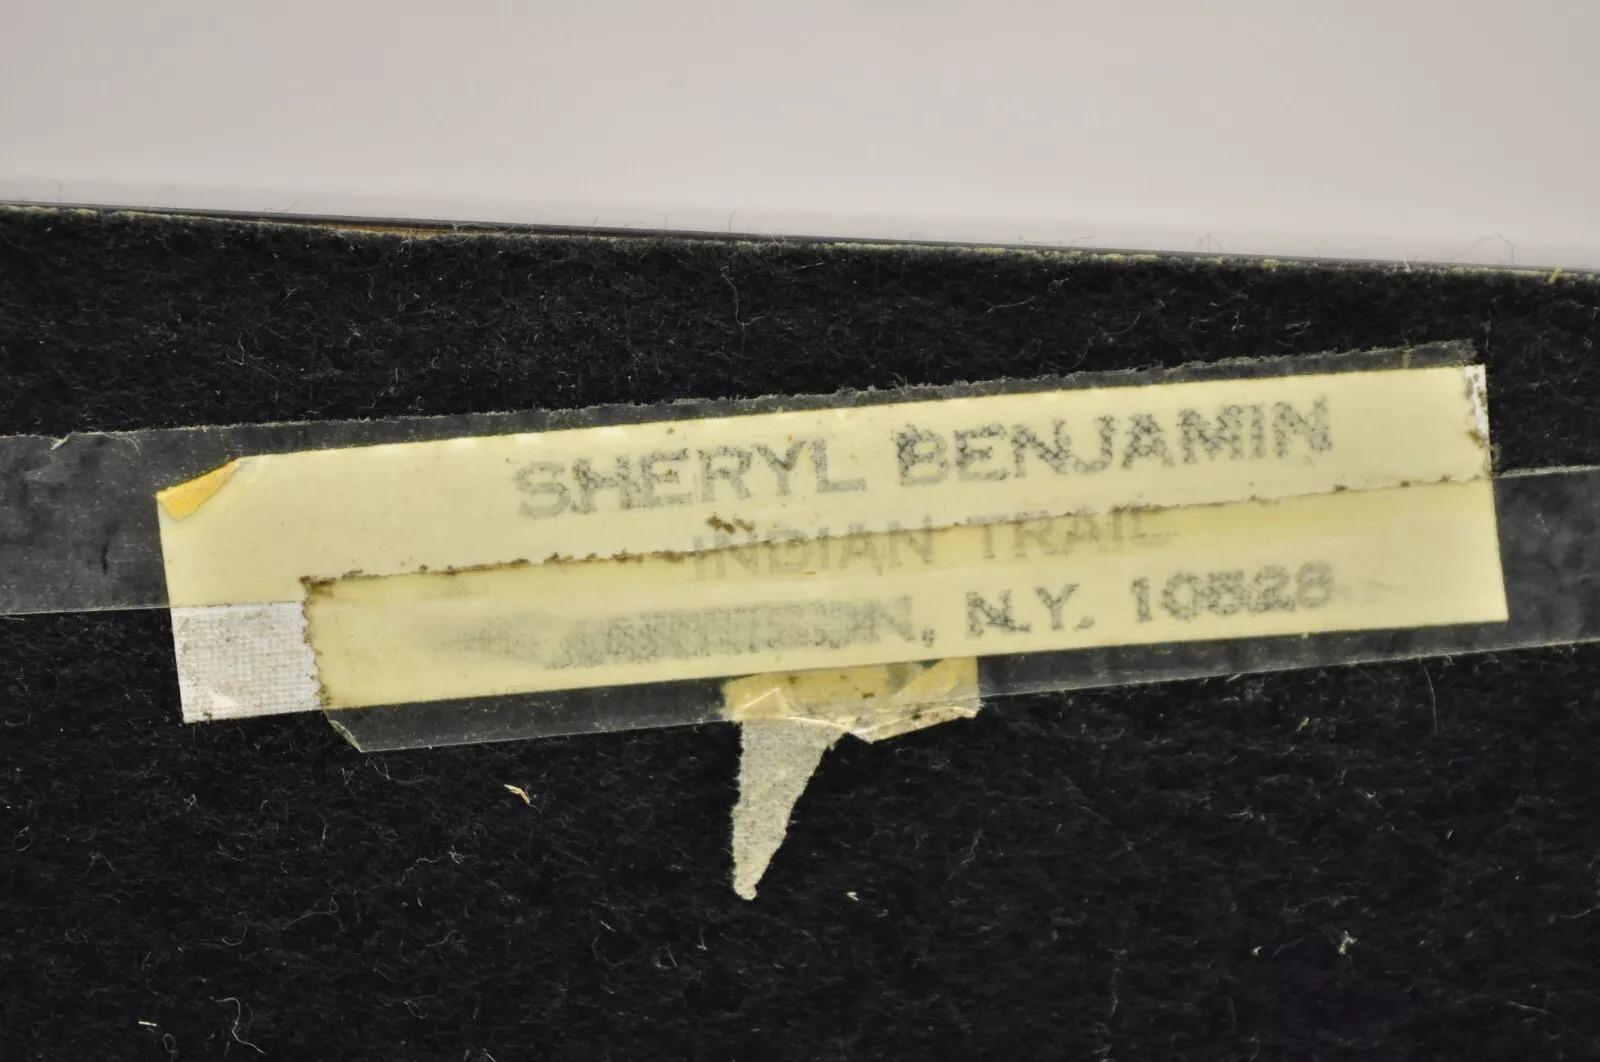 SHERYL BENJAMIN
INDIAN TRAIL
N.Y. 10528